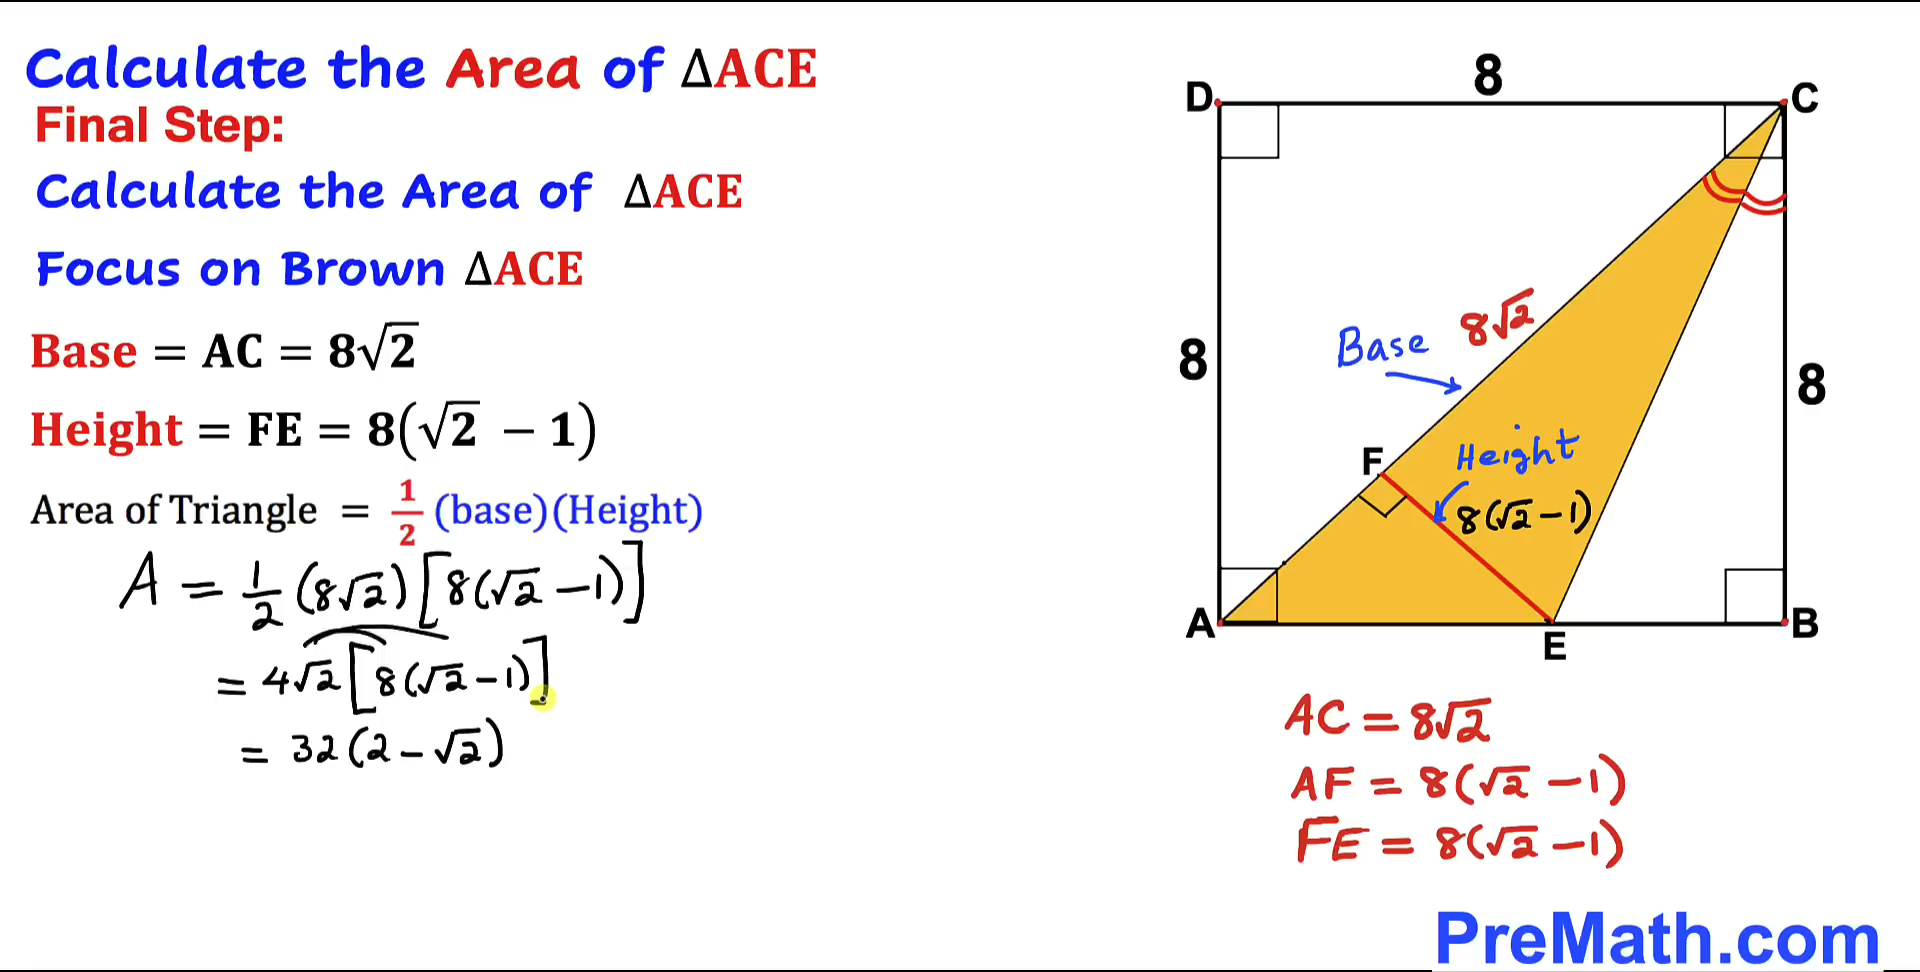 Calculate the Area of ΔACE
Final Step:
Calculate the Area of ΔACE
Focus on Brown ΔACE
Base = AC = 8√2
Height = FE = 8(√2 − 1)
Area of Triangle = 1/2 (base)(Height)
A = 1/2 (8√2)[8(√2 −1)]
= 4√2[8(√2−1)]
= 32(2−√2)
8
D
C
8
8
Base 8√2
F
Height
8(√2−1)
A
B
E
AC = 8√2
AF = 8(√2 −1)
FE = 8(√2 −1)
PreMath.com